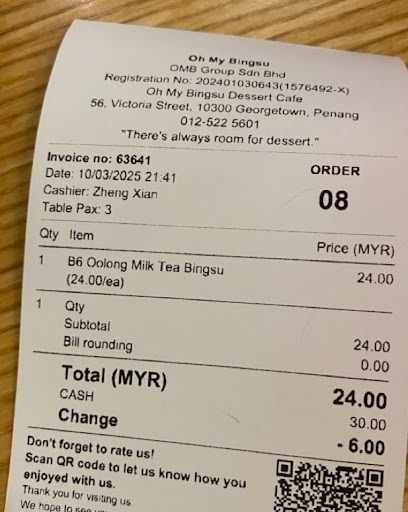 Oh My Bingsu
OMB Group Sdn Bhd
Registration No: 202401030643(1576492-X)
Oh My Bingsu Dessert Cafe
56, Victoria Street, 10300 Georgetown, Penang
012-522 5601
"There's always room for dessert."
Invoice no: 63641
Date: 10/03/2025 21:41
Cashier: Zheng Xian
Table Pax: 3
ORDER
08
Qty Item Price (MYR)
1 B6 Oolong Milk Tea Bingsu 24.00
(24.00/ea)
1 Qty
Subtotal 24.00
Bill rounding 0.00
Total (MYR) 24.00
CASH 30.00
Change - 6.00
Don't forget to rate us!
Scan QR code to let us know how you
enjoyed with us.
Thank you for visiting us
We hope to see